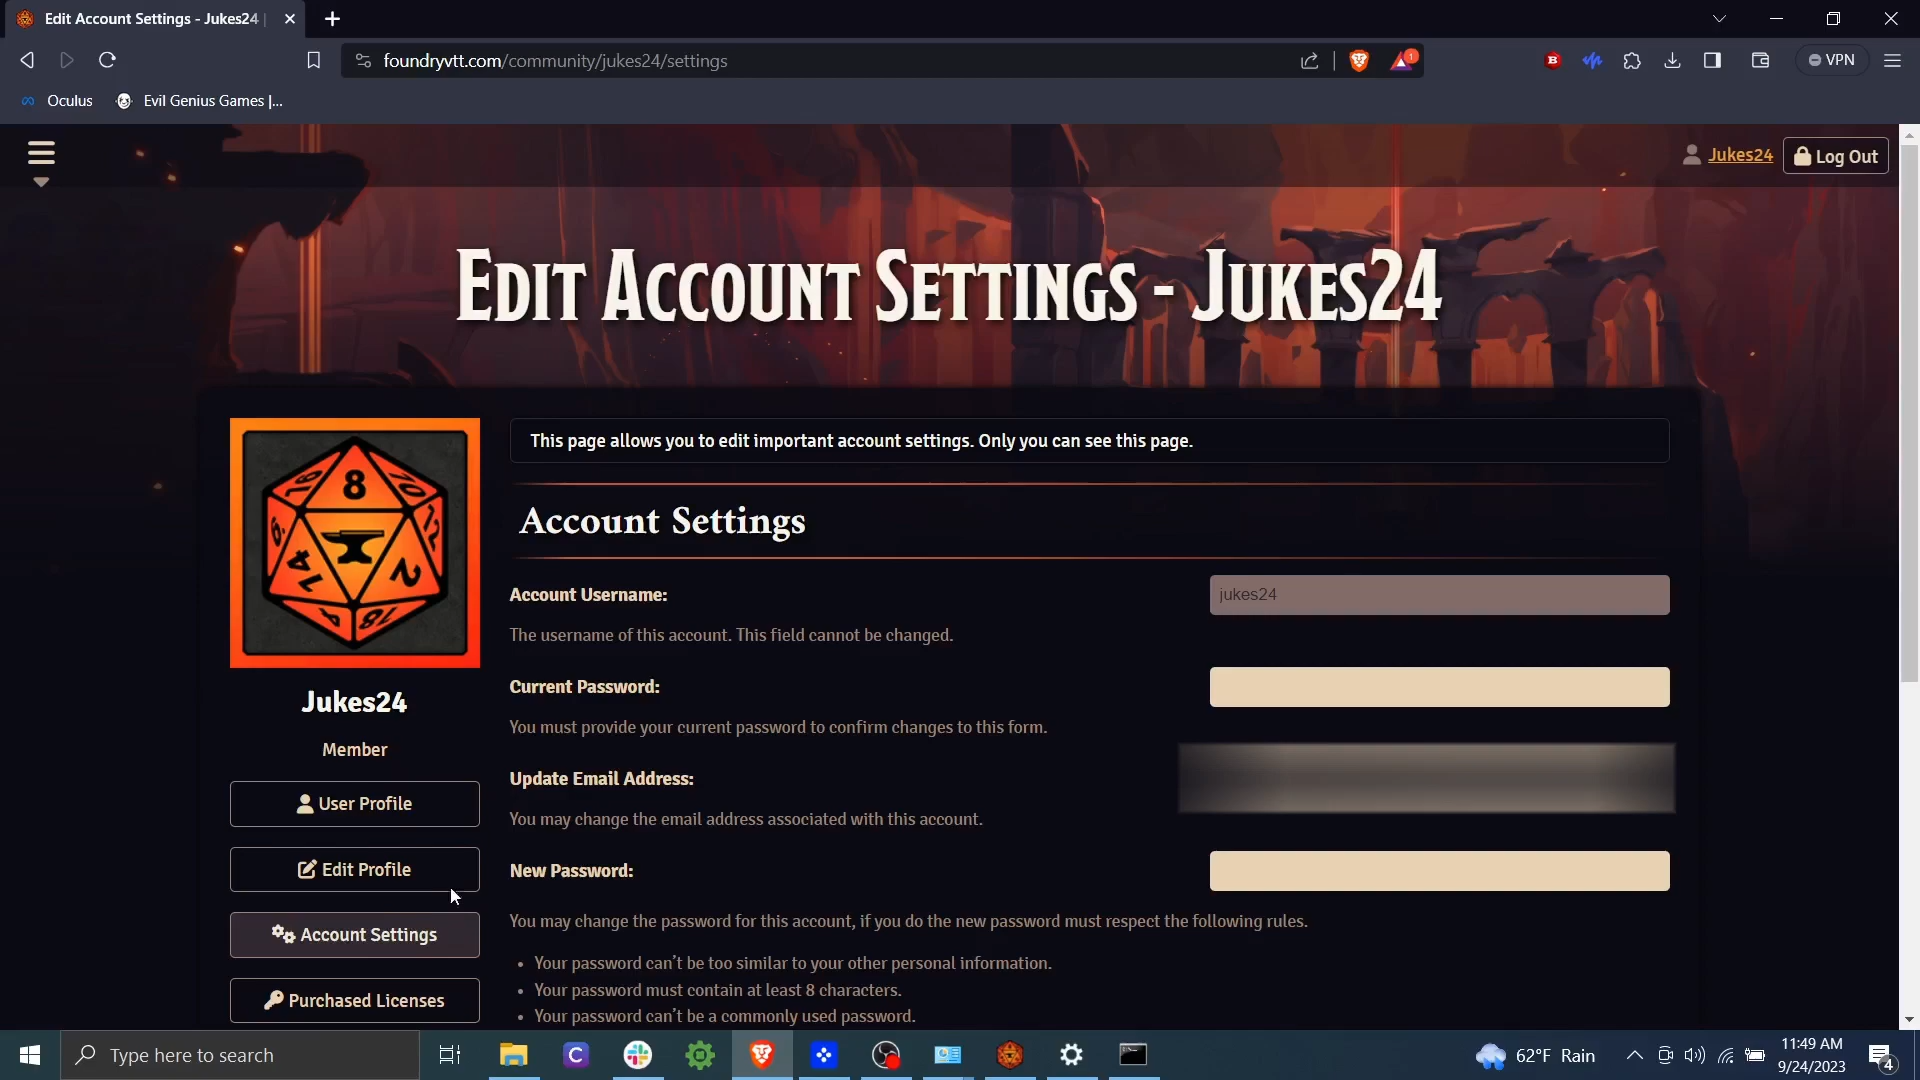 Edit Account Settings - Jukes24
foundryvtt.com/community/jukes24/settings
1
VPN
Oculus
Evil Genius Games |...
Jukes24
Log Out
Edit Account Settings - Jukes24
8
2
14
12
18
This page allows you to edit important account settings. Only you can see this page.
Account Settings
Account Username:
jukes24
The username of this account. This field cannot be changed.
Current Password:
You must provide your current password to confirm changes to this form.
Jukes24
Member
Update Email Address:
You may change the email address associated with this account.
User Profile
Edit Profile
Account Settings
Purchased Licenses
New Password:
You may change the password for this account, if you do the new password must respect the following rules.
• Your password can't be too similar to your other personal information.
• Your password must contain at least 8 characters.
• Your password can't be a commonly used password.
Type here to search
62°F Rain
11:49 AM
9/24/2023
4